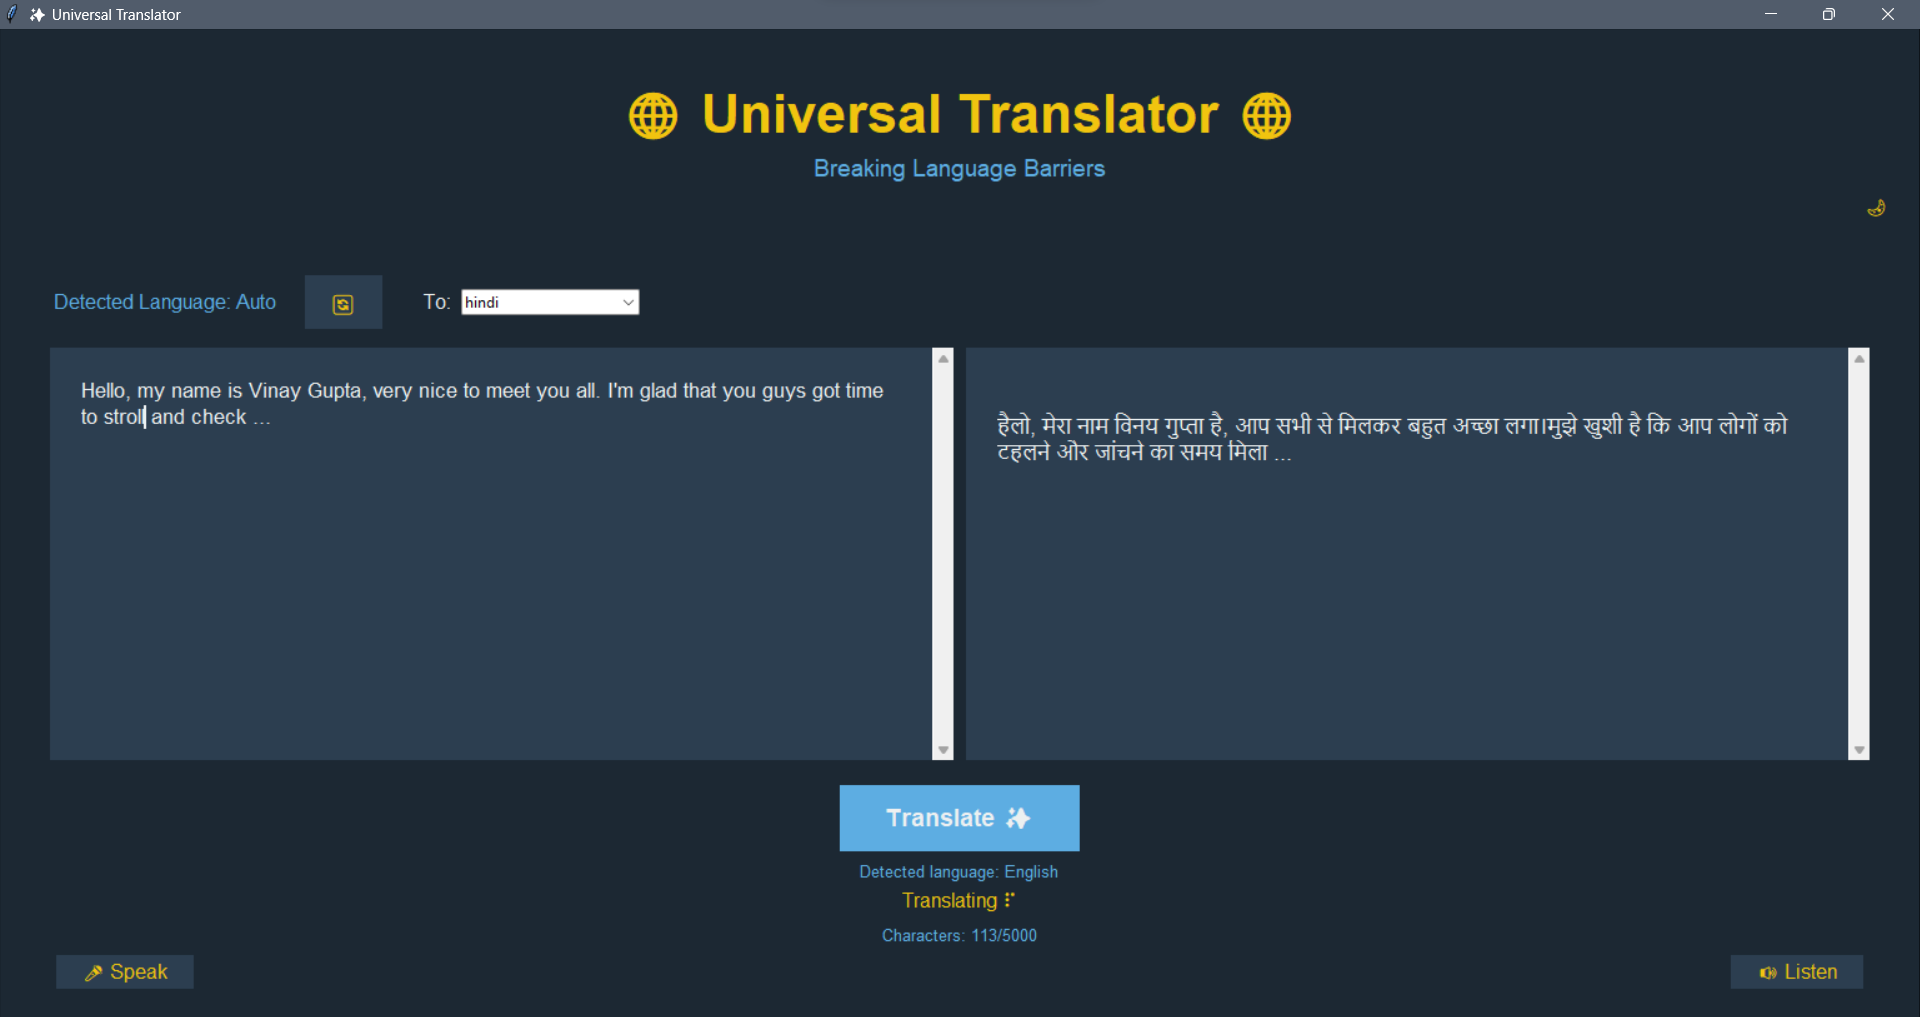 Universal Translator
Universal Translator
Breaking Language Barriers
Detected Language: Auto
To: hindi
Hello, my name is Vinay Gupta, very nice to meet you all. I'm glad that you guys got time
to stroll and check ...
हैलो, मेरा नाम विनय गुप्ता है, आप सभी से मिलकर बहुत अच्छा लगा।मुझे खुशी है कि आप लोगों को
टहलने और जांचने का समय मिला ...
Translate
Detected language: English
Translating
Characters: 113/5000
Speak
Listen